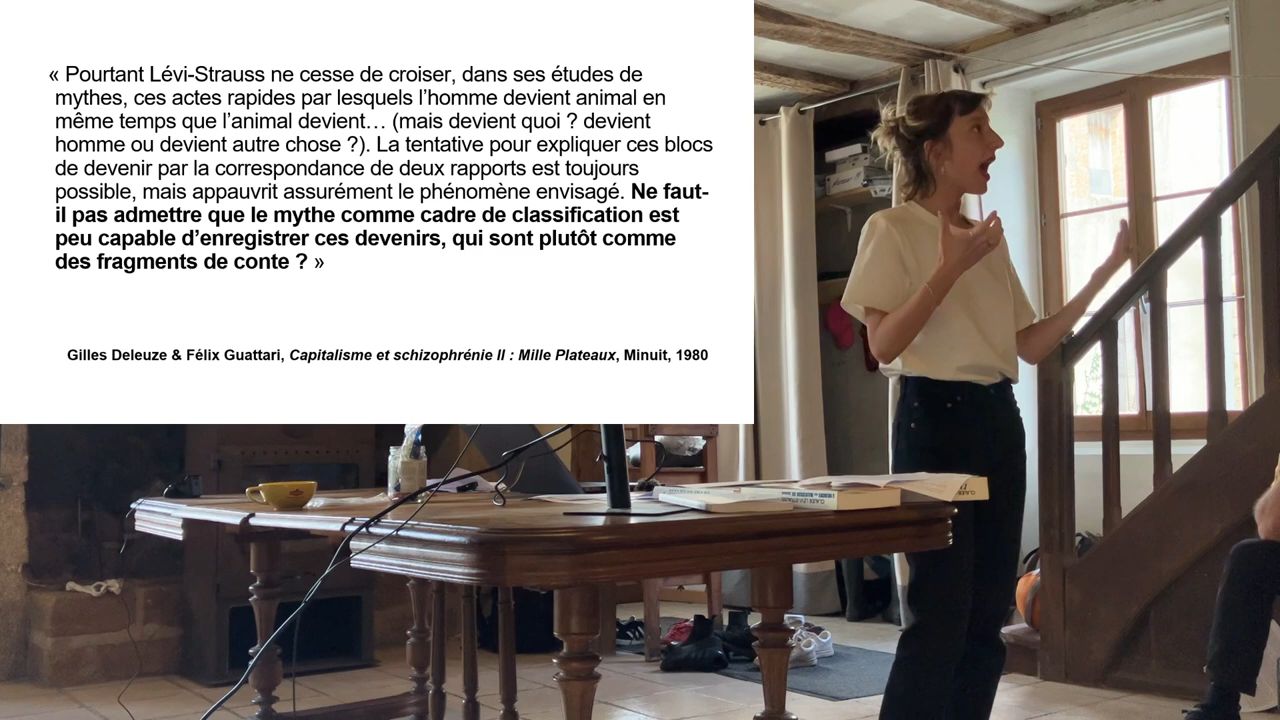 « Pourtant Lévi-Strauss ne cesse de croiser, dans ses études de
mythes, ces actes rapides par lesquels l’homme devient animal en
même temps que l’animal devient… (mais devient quoi ? devient
homme ou devient autre chose ?). La tentative pour expliquer ces blocs
de devenir par la correspondance de deux rapports est toujours
possible, mais appauvrit assurément le phénomène envisagé. Ne faut-
il pas admettre que le mythe comme cadre de classification est
peu capable d’enregistrer ces devenirs, qui sont plutôt comme
des fragments de conte ? »
Gilles Deleuze & Félix Guattari, Capitalisme et schizophrénie II : Mille Plateaux, Minuit, 1980